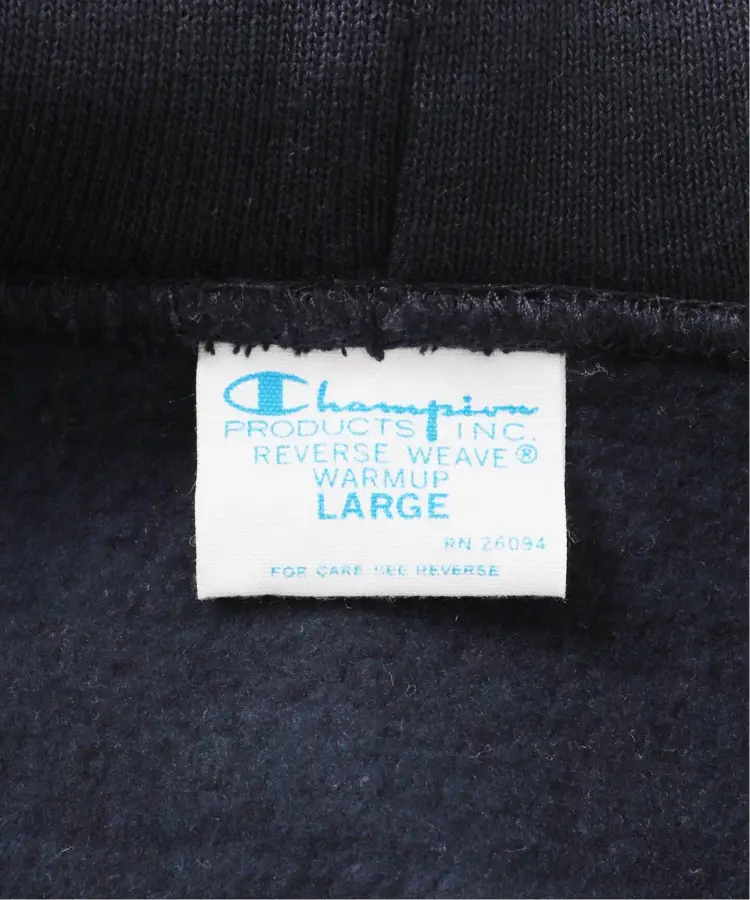 Champion
PRODUCTS INC.
REVERSE WEAVE®
WARMUP
LARGE
RN 26094
FOR CARE SEE REVERSE